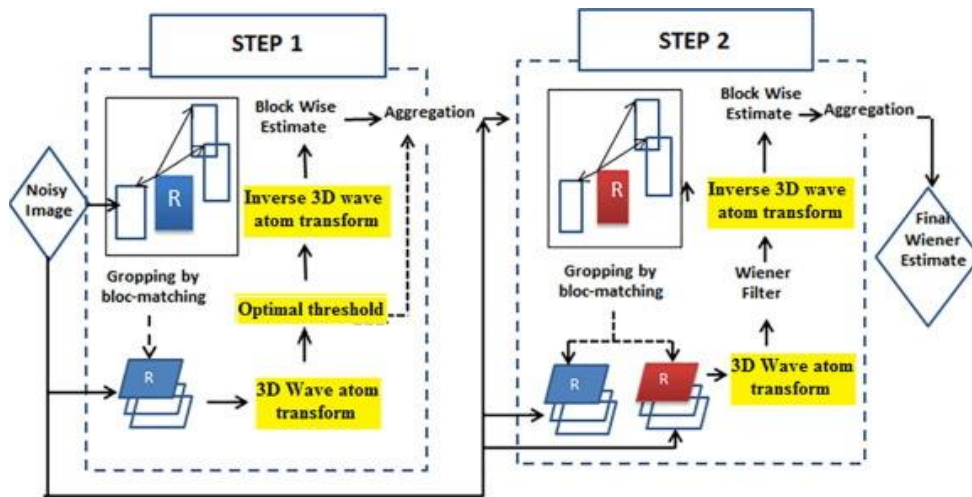 STEP 1
STEP 2
Noisy
Image
R
Gropping by
bloc-matching
R
Block Wise
Estimate
Aggregation
Inverse 3D wave
atom transform
Optimal threshold
3D Wave atom
transform
R
Gropping by
bloc-matching
R
R
Block Wise
Estimate
Aggregation
Inverse 3D wave
atom transform
Wiener
Filter
3D Wave atom
transform
Final
Wiener
Estimate